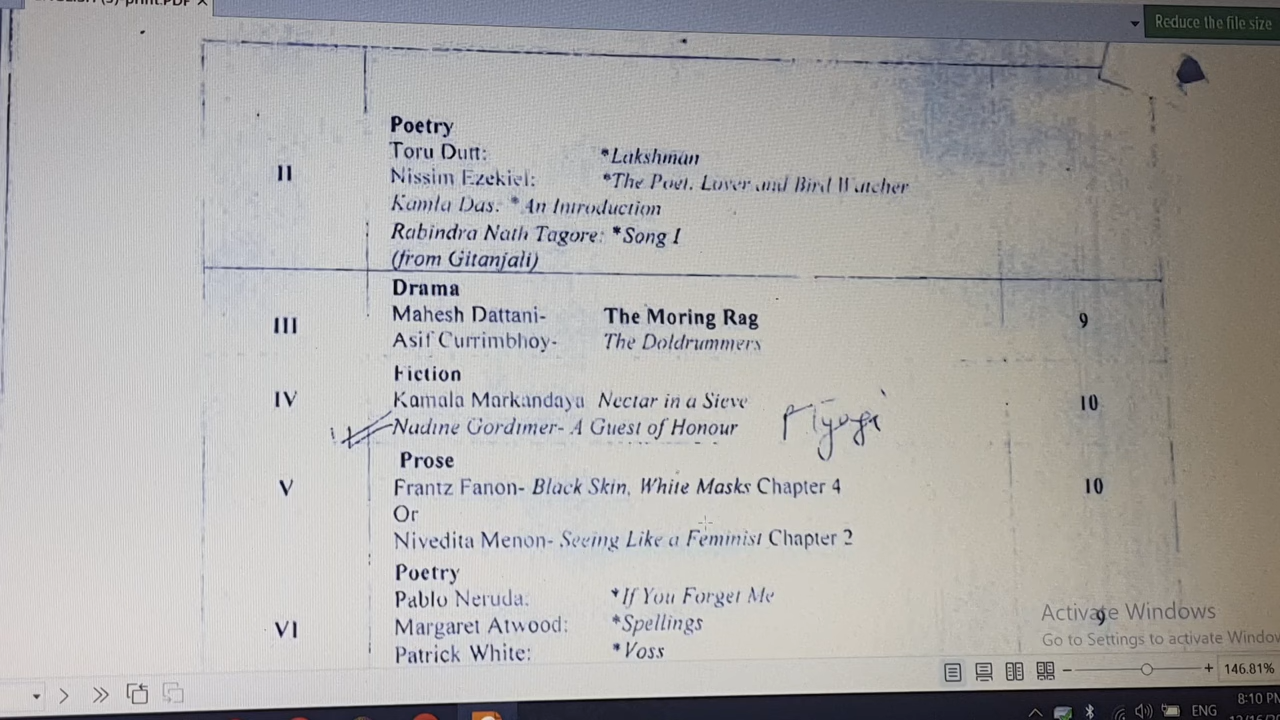 Reduce the file size
Poetry
Toru Dutt: *Lakshman
II
Nissim Ezekiel: *The Poet, Lover and Bird Watcher
Kamla Das: *An Introduction
Rabindra Nath Tagore: *Song I
(from Gitanjali)
Drama
III Mahesh Dattani- The Moring Rag 9
Asif Currimbhoy- The Doldrummers
Fiction
IV Kamala Markandaya Nectar in a Sieve 10
Nadine Gordimer- A Guest of Honour
Prose
V Frantz Fanon- Black Skin, White Masks Chapter 4 10
Or
Nivedita Menon- Seeing Like a Feminist Chapter 2
Poetry
Pablo Neruda: *If You Forget Me
VI Margaret Atwood: *Spellings 9
Patrick White: *Voss
Activate Windows
Go to Settings to activate Window
146.81%
ENG
8:10 PM